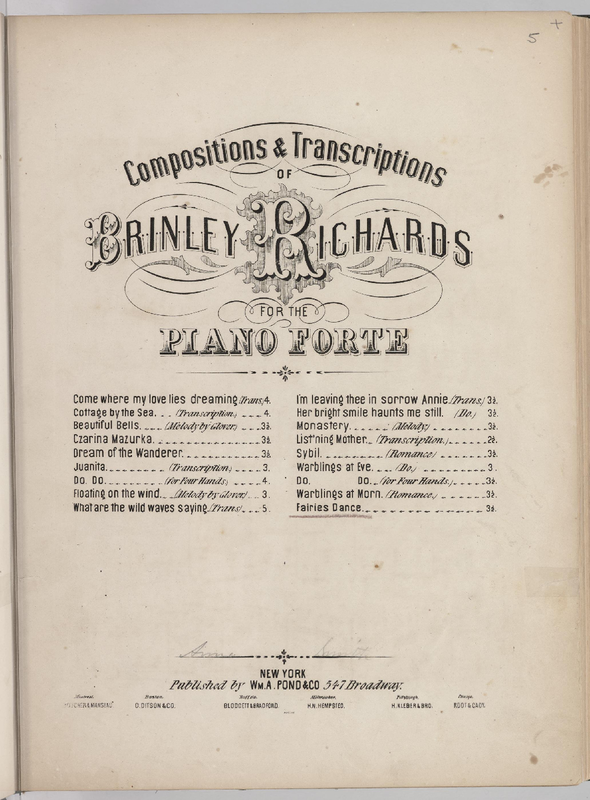 5 +
Compositions & Transcriptions
OF
BRINLEY RICHARDS
FOR THE
PIANO FORTE
Come where my love lies dreaming (Trans.) 4.
Cottage by the Sea. (Transcription.) 4.
Beautiful Bells. (Melody by Glover) 3½.
Czarina Mazurka. 3½.
Dream of the Wanderer. 3½.
Juanita. (Transcription) 3.
Do. Do. (for Four Hands.) 4.
Floating on the wind. (Melody by Glover) 3.
What are the wild waves saying. (Trans) 5.
I'm leaving thee in sorrow Annie. (Trans.) 3½.
Her bright smile haunts me still. (Do.) 3½.
Monastery. (Melody) 3½.
List'ning Mother. (Transcription.) 2½.
Sybil. (Romance) 3½.
Warblings at Eve. (Do.) 3.
Do. Do. (for Four Hands.) 3½.
Warblings at Morn. (Romance.) 3½.
Fairies Dance. 3½.
Annie
NEW YORK
Published by WM. A. POND & CO 547 Broadway.
Boston. Buffalo. Milwaukee. Pittsburgh. Chicago.
O. DITSON & CO. BLODGETT & BRADFORD. H.N. HEMPSTED. H. KLEBER & BRO. ROOT & CADY.